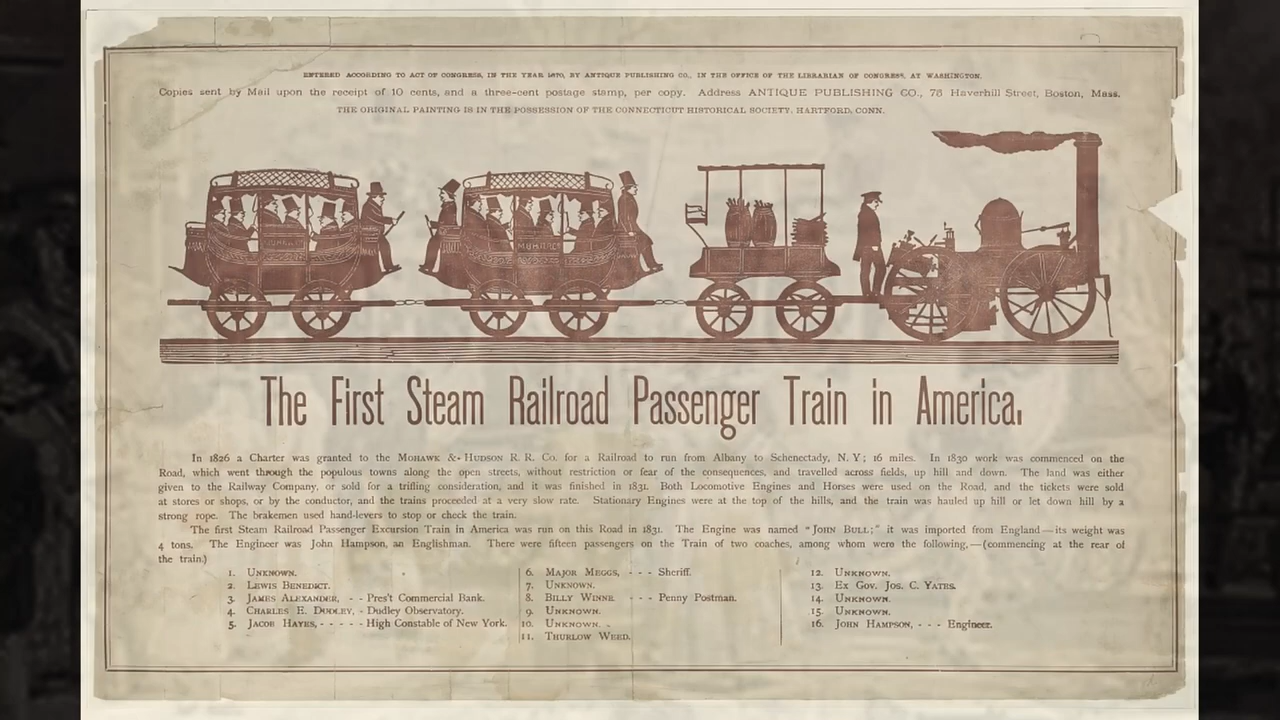 ENTERED ACCORDING TO ACT OF CONGRESS, IN THE YEAR 1870, BY ANTIQUE PUBLISHING CO., IN THE OFFICE OF THE LIBRARIAN OF CONGRESS, AT WASHINGTON.
Copies sent by Mail upon the receipt of 10 cents, and a three-cent postage stamp, per copy. Address ANTIQUE PUBLISHING CO., 76 Haverhill Street, Boston, Mass.
THE ORIGINAL PAINTING IS IN THE POSSESSION OF THE CONNECTICUT HISTORICAL SOCIETY. HARTFORD, CONN.
The First Steam Railroad Passenger Train in America.
In 1826 a Charter was granted to the MOHAWK & HUDSON R. R. Co. for a Railroad to run from Albany to Schenectady, N. Y; 16 miles. In 1830 work was commenced on the
Road, which went through the populous towns along the open streets, without restriction or fear of the consequences, and travelled across fields, up hill and down. The land was either
given to the Railway Company, or sold for a trifling consideration, and it was finished in 1831. Both Locomotive Engines and Horses were used on the Road, and the tickets were sold
at stores or shops, or by the conductor, and the trains proceeded at a very slow rate. Stationary Engines were at the top of the hills, and the train was hauled up hill or let down hill by a
strong rope. The brakemen used hand-levers to stop or check the train.
The first Steam Railroad Passenger Excursion Train in America was run on this Road in 1831. The Engine was named "JOHN BULL;" it was imported from England—its weight was
4 tons. The Engineer was John Hampson, an Englishman. There were fifteen passengers on the Train of two coaches, among whom were the following,—(commencing at the rear of
the train.)
1. UNKNOWN.
2. LEWIS BENEDICT.
3. JAMES ALEXANDER, - - Pres't Commercial Bank.
4. CHARLES E. DUDLEY, - Dudley Observatory.
5. JACOB HAYES, - - - - - High Constable of New York.
6. MAJOR MEGGS, - - - Sheriff.
7. UNKNOWN.
8. BILLY WINNE - - - Penny Postman.
9. UNKNOWN.
10. UNKNOWN.
11. THURLOW WEED.
12. UNKNOWN.
13. Ex Gov. Jos. C. YATES.
14. UNKNOWN.
15. UNKNOWN.
16. JOHN HAMPSON, - - - Engineer.